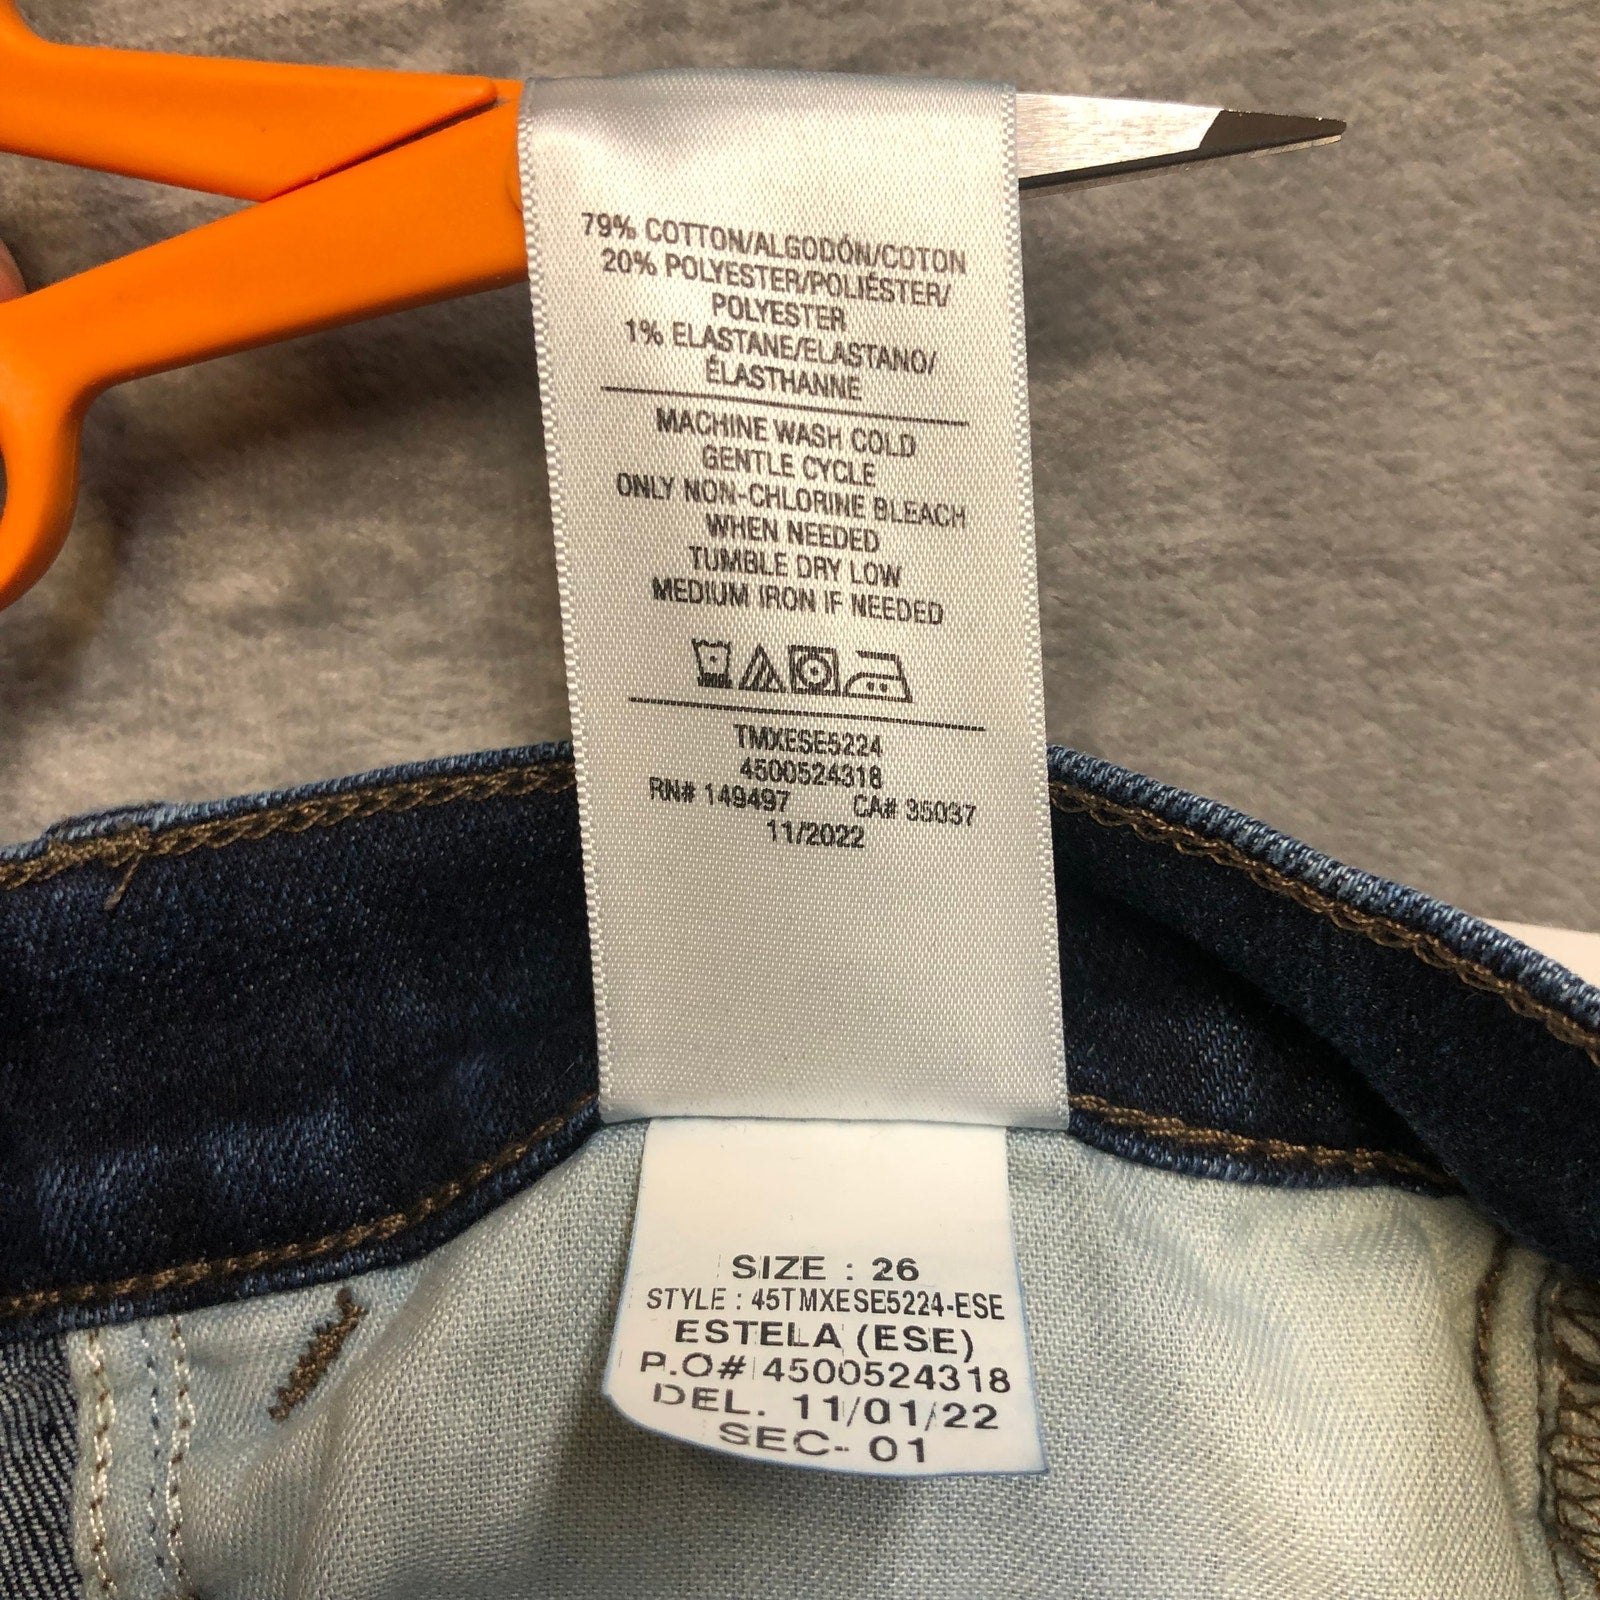 79% COTTON/ALGODÓN/COTON
20% POLYESTER/POLIÉSTER/
POLYESTER
1% ELASTANE/ELASTANO/
ÉLASTHANNE
MACHINE WASH COLD
GENTLE CYCLE
ONLY NON-CHLORINE BLEACH
WHEN NEEDED
TUMBLE DRY LOW
MEDIUM IRON IF NEEDED
TMXESE5224
4500524318
RN# 149497 CA# 35037
11/2022
SIZE : 26
STYLE : 45TMXESE5224-ESE
ESTELA (ESE)
P.O# 4500524318
DEL. 11/01/22
SEC- 01